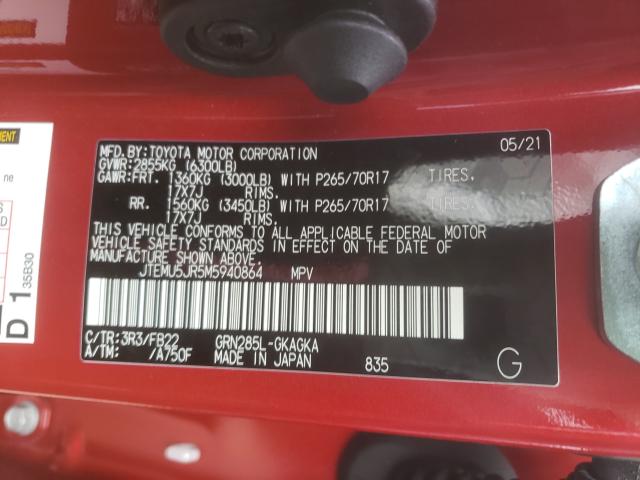 MFD.BY:TOYOTA MOTOR CORPORATION 05/21
GVWR:2855KG (6300LB)
GAWR:FRT. 1360KG (3000LB) WITH P265/70R17 TIRES,
17X7J RIMS,
RR. 1560KG (3450LB) WITH P265/70R17 TIRES,
17X7J RIMS,
THIS VEHICLE CONFORMS TO ALL APPLICABLE FEDERAL MOTOR
VEHICLE SAFETY STANDARDS IN EFFECT ON THE DATE OF
MANUFACTURE SHOWN ABOVE.
JTEMU5JR5M5940864 MPV
C/TR:3R3/FB22 GRN285L-GKAGKA
A/TM: /A750F MADE IN JAPAN 835
G
ne
D 1
35B30